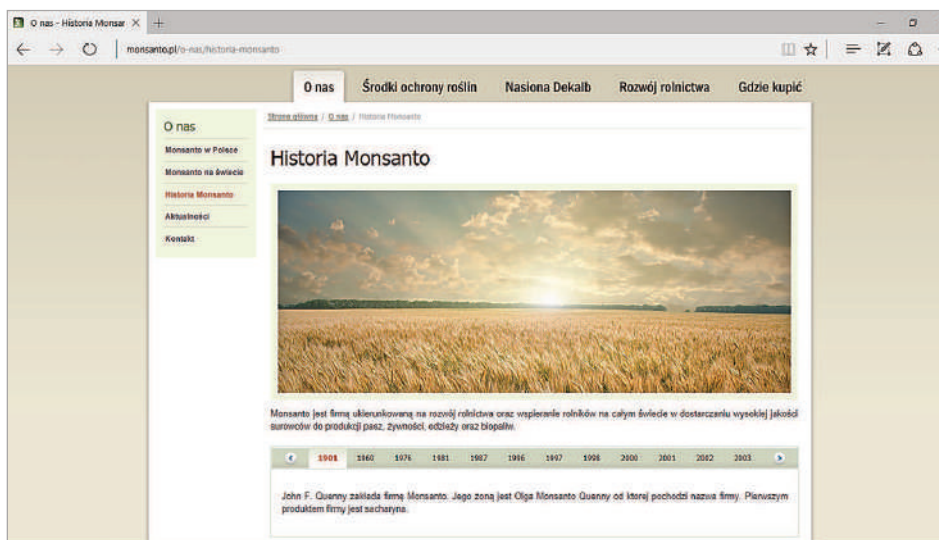 O nas - Historia Monsar
monsanto.pl/o-nas/historia-monsanto
O nas Środki ochrony roślin Nasiona Dekalb Rozwój rolnictwa Gdzie kupić
O nas
Monsanto w Polsce
Monsanto na świecie
Historia Monsanto
Aktualności
Kontakt
Strona główna / O nas / Historia Monsanto
Historia Monsanto
Monsanto jest firmą ukierunkowaną na rozwój rolnictwa oraz wspieranie rolników na całym świecie w dostarczaniu wysokiej jakości
surowców do produkcji pasz, żywności, odzieży oraz biopaliw.
1901 1960 1976 1981 1987 1996 1997 1998 2000 2001 2002 2003
John F. Queeny zakłada firmę Monsanto. Jego żoną jest Olga Monsanto Queeny od której pochodzi nazwa firmy. Pierwszym
produktem firmy jest sacharyna.